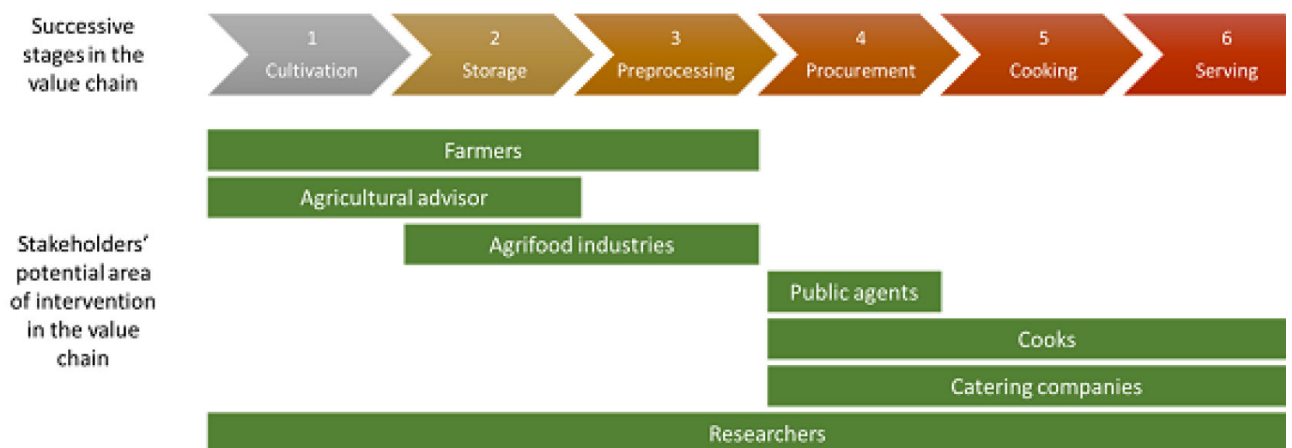 Successive
stages in the
value chain
1
Cultivation
2
Storage
3
Preprocessing
4
Procurement
5
Cooking
6
Serving
Farmers
Agricultural advisor
Agrifood industries
Stakeholders'
potential area
of intervention
in the value
chain
Public agents
Cooks
Catering companies
Researchers